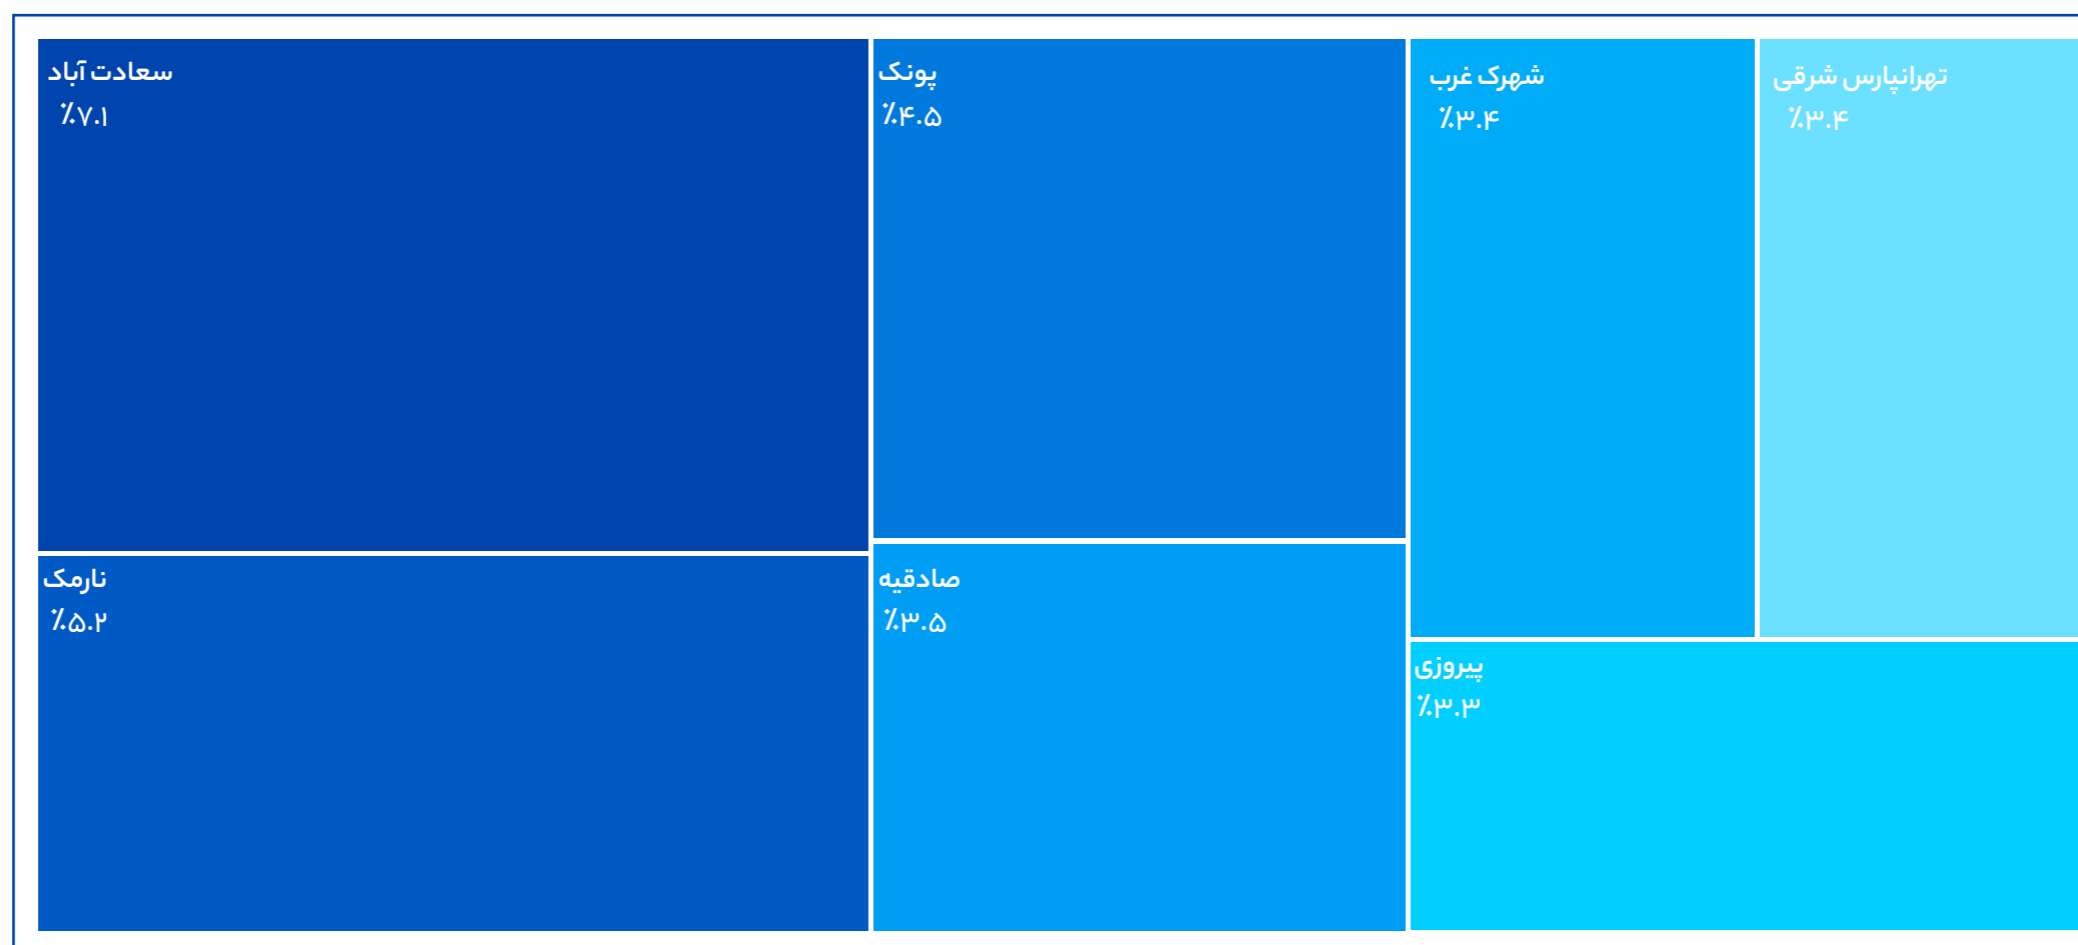 سعادت آباد
٪۷.۱
پونک
٪۴.۵
شهرک غرب
٪۳.۴
تهرانپارس شرقی
٪۳.۴
نارمک
٪۵.۲
صادقیه
٪۳.۵
پیروزی
٪۳.۳